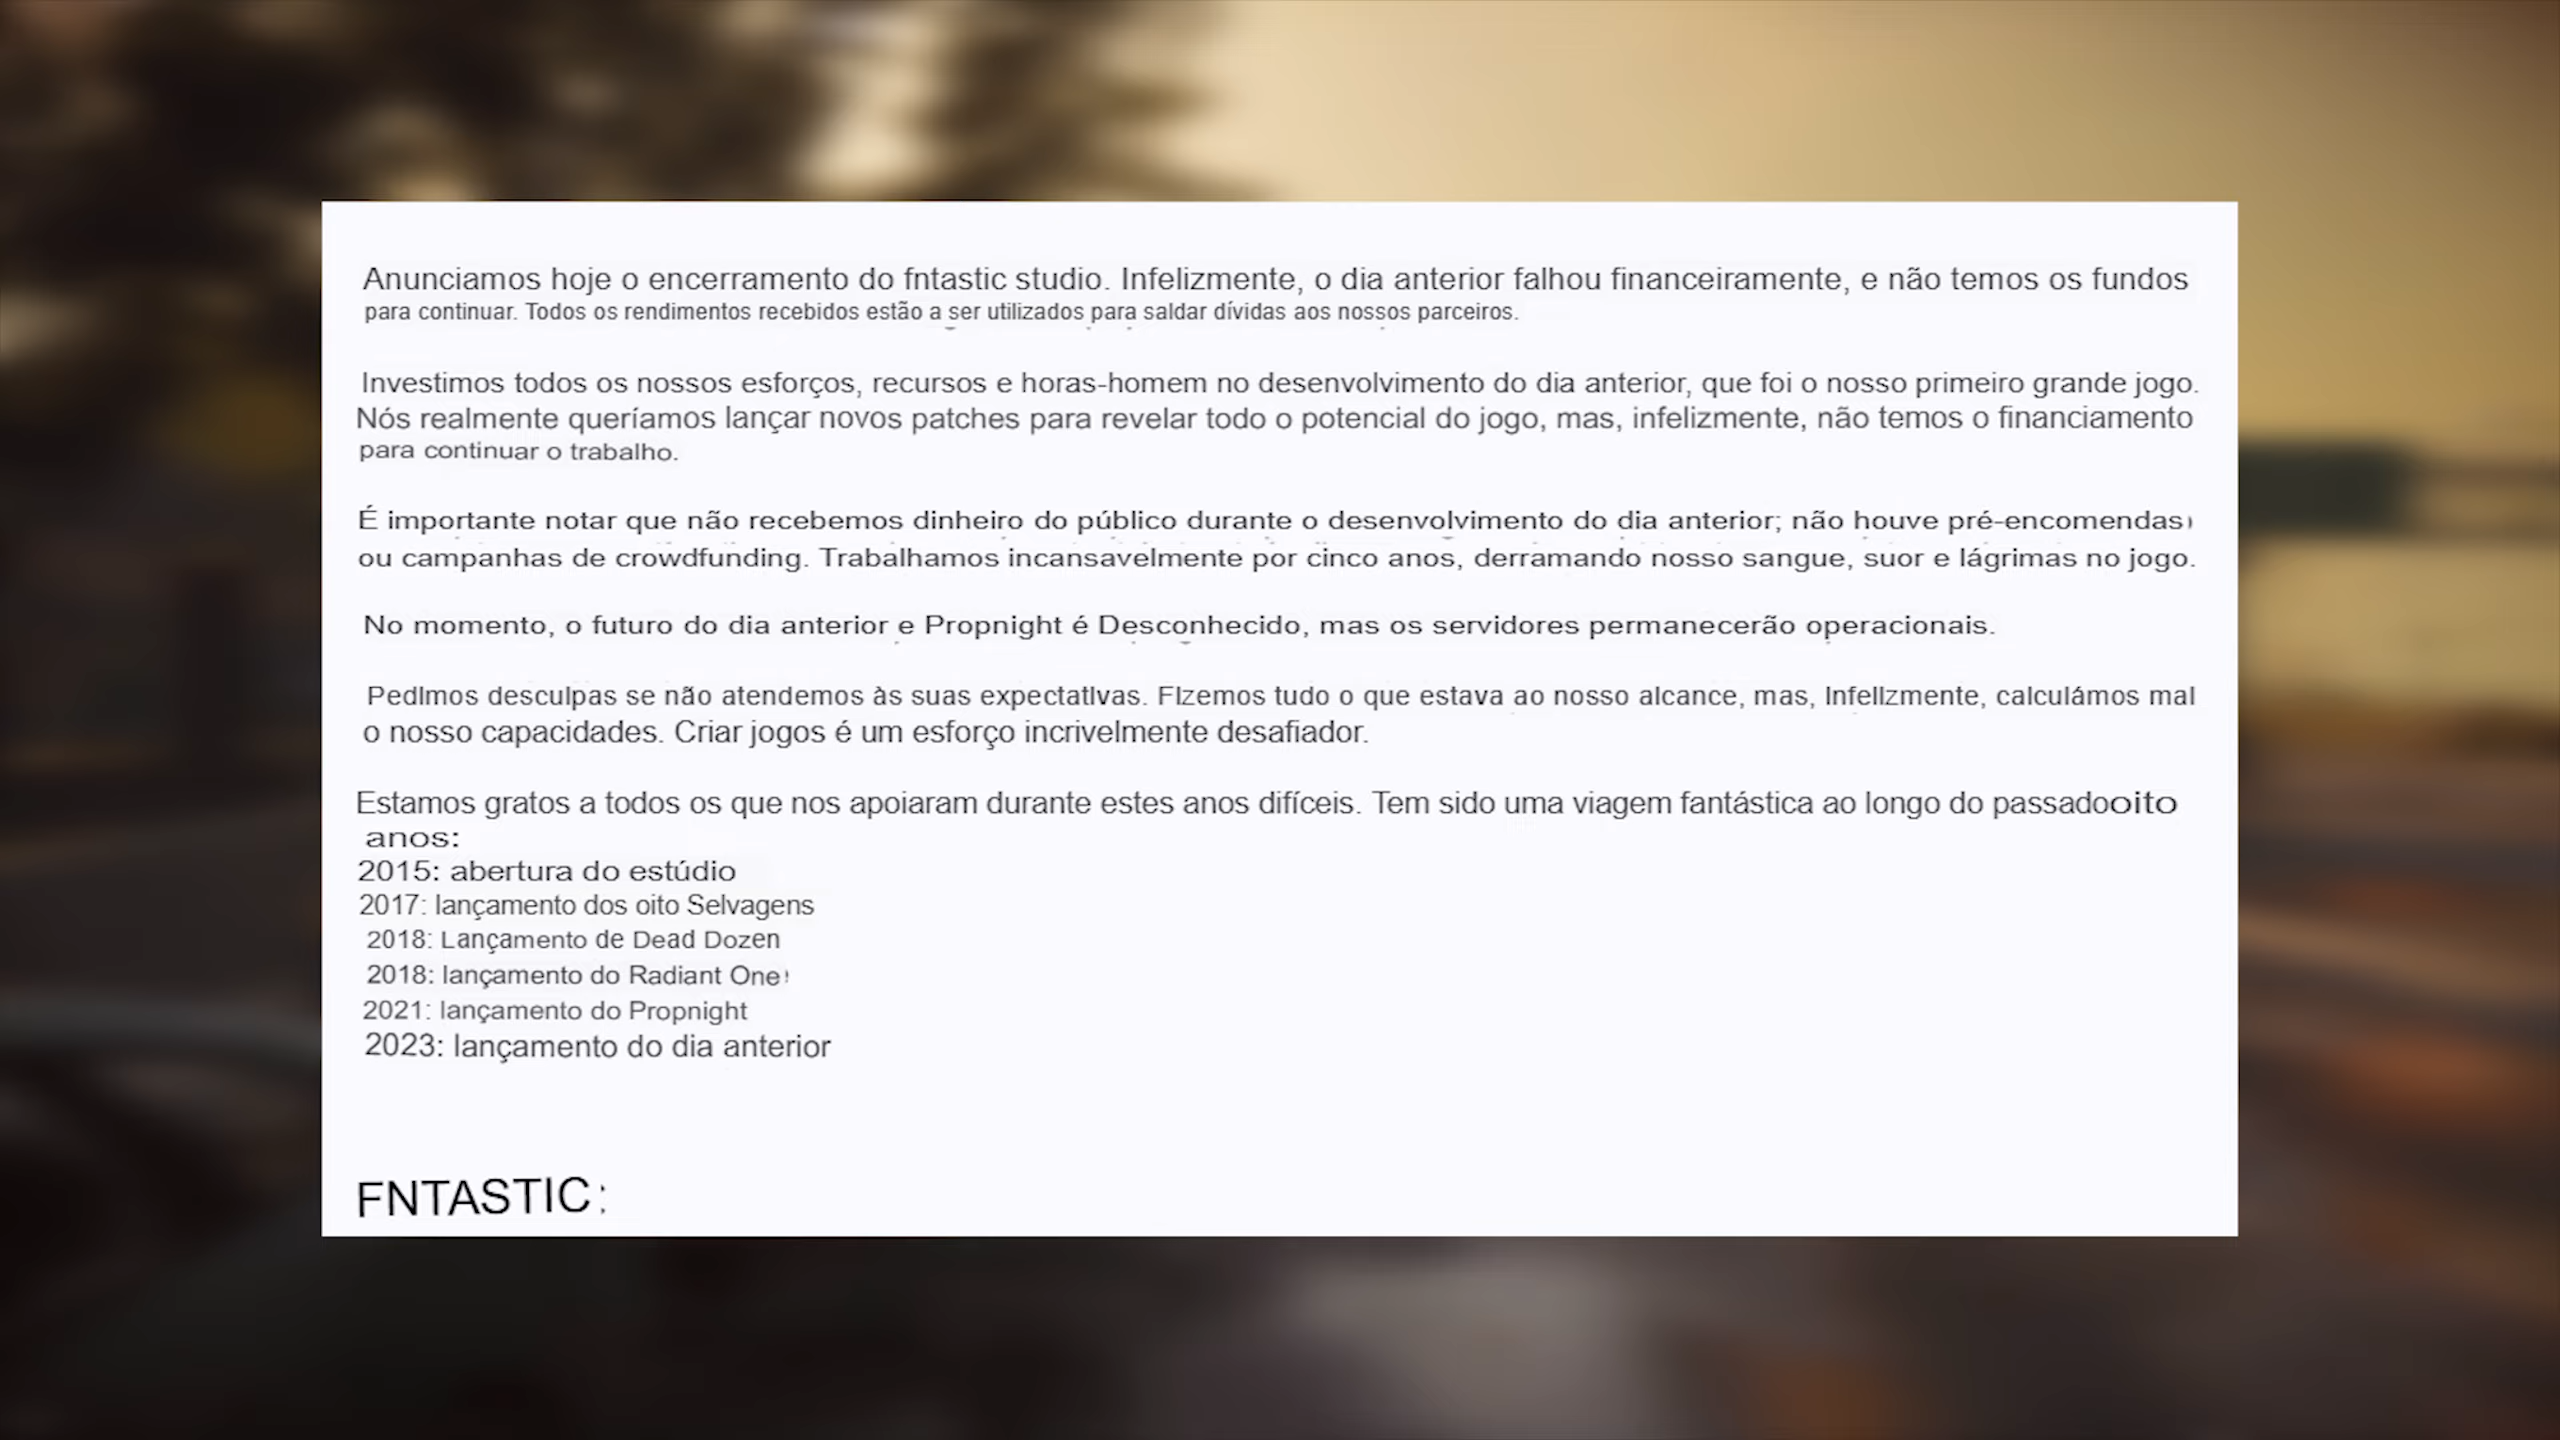 Anunciamos hoje o encerramento do fntastic studio. Infelizmente, o dia anterior falhou financeiramente, e não temos os fundos
para continuar. Todos os rendimentos recebidos estão a ser utilizados para saldar dívidas aos nossos parceiros.
Investimos todos os nossos esforços, recursos e horas-homem no desenvolvimento do dia anterior, que foi o nosso primeiro grande jogo.
Nós realmente queríamos lançar novos patches para revelar todo o potencial do jogo, mas, infelizmente, não temos o financiamento
para continuar o trabalho.
É importante notar que não recebemos dinheiro do público durante o desenvolvimento do dia anterior; não houve pré-encomendas
ou campanhas de crowdfunding. Trabalhamos incansavelmente por cinco anos, derramando nosso sangue, suor e lágrimas no jogo.
No momento, o futuro do dia anterior e Propnight é Desconhecido, mas os servidores permanecerão operacionais.
Pedimos desculpas se não atendemos às suas expectativas. Fizemos tudo o que estava ao nosso alcance, mas, Infelizmente, calculámos mal
o nosso capacidades. Criar jogos é um esforço incrivelmente desafiador.
Estamos gratos a todos os que nos apoiaram durante estes anos difíceis. Tem sido uma viagem fantástica ao longo do passadooito
anos:
2015: abertura do estúdio
2017: lançamento dos oito Selvagens
2018: Lançamento de Dead Dozen
2018: lançamento do Radiant One
2021: lançamento do Propnight
2023: lançamento do dia anterior
FNTASTIC: